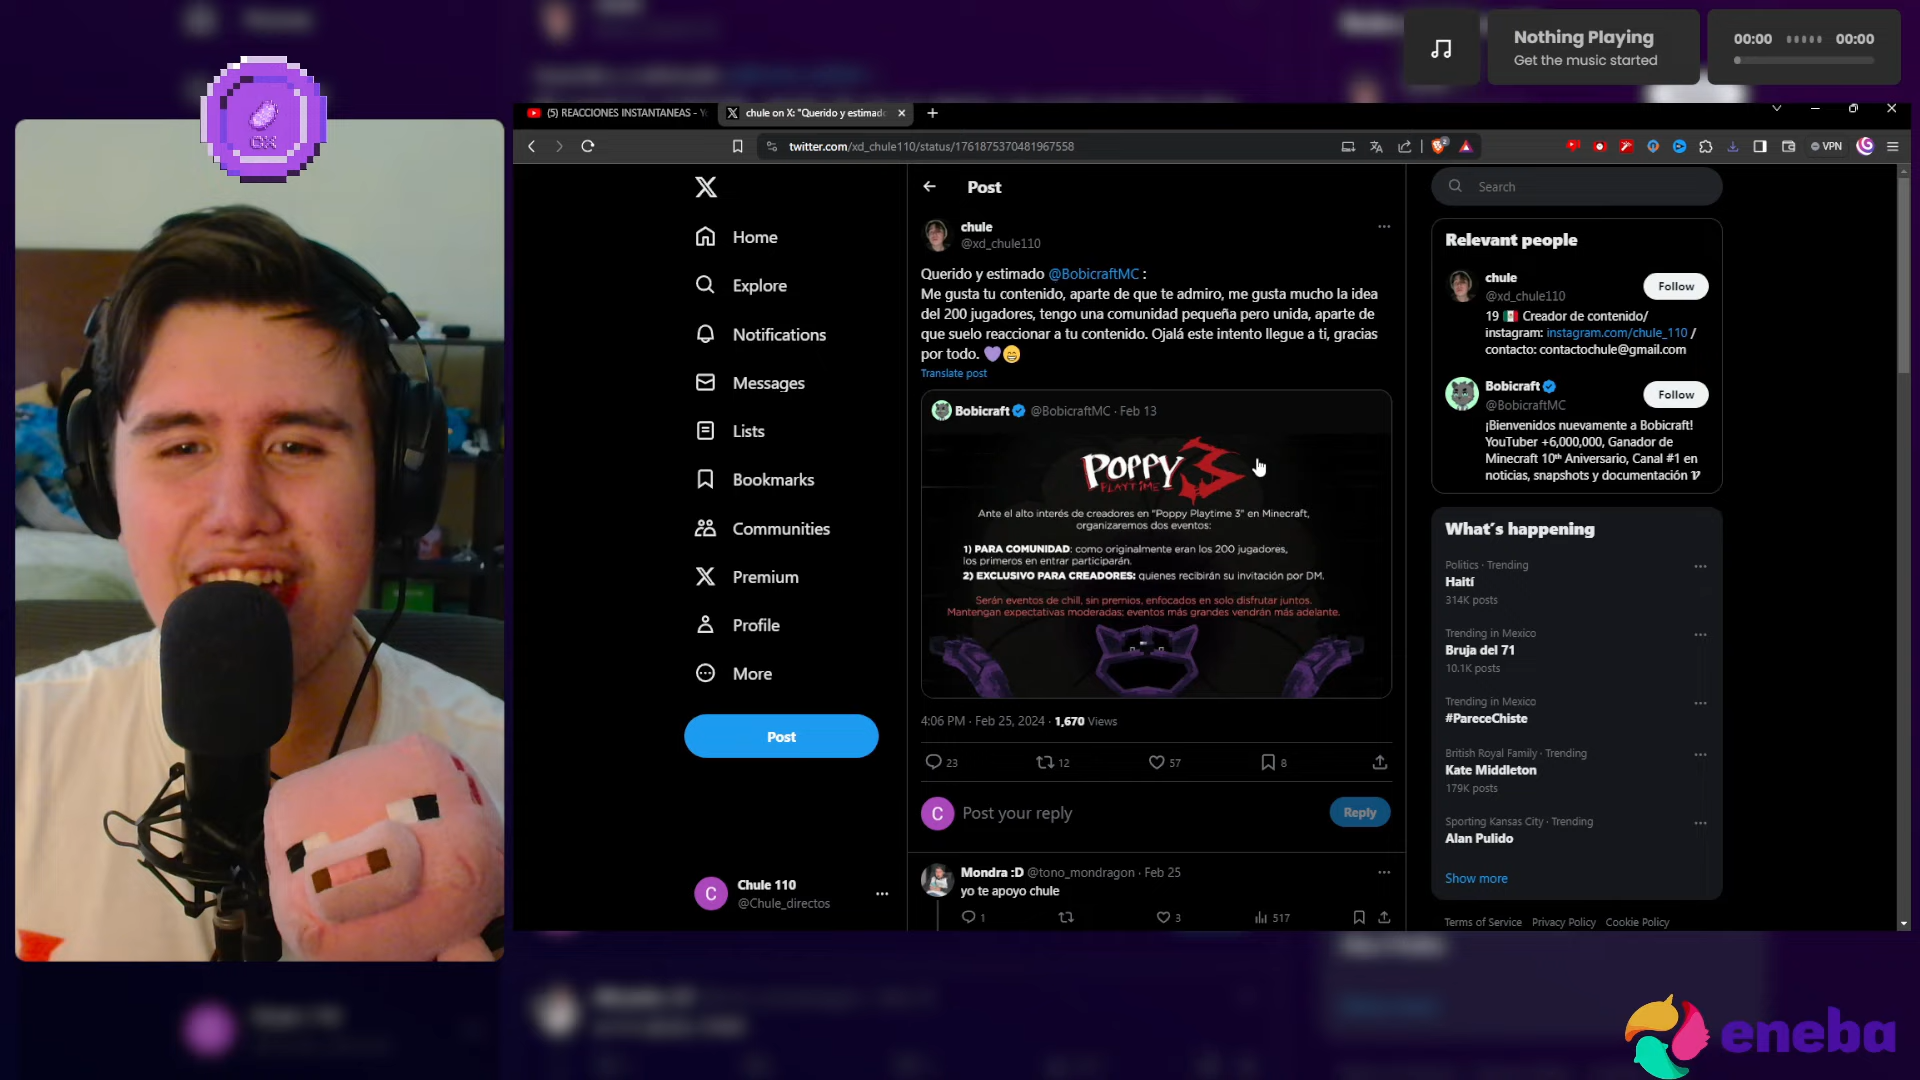 CX
Nothing Playing
Get the music started
00:00
00:00
(5) REACCIONES INSTANTANEAS - Y
chule on X: "Querido y estimad
twitter.com/xd_chule110/status/1761875370481967558
VPN
Home
Explore
Notifications
Messages
Lists
Bookmarks
Communities
Premium
Profile
More
Post
Chule 110
@Chule_directos
Post
chule
@xd_chule110
Querido y estimado @BobicraftMC :
Me gusta tu contenido, aparte de que te admiro, me gusta mucho la idea
del 200 jugadores, tengo una comunidad pequeña pero unida, aparte de
que suelo reaccionar a tu contenido. Ojalá este intento llegue a ti, gracias
por todo. 💜😁
Translate post
Bobicraft @BobicraftMC · Feb 13
POPPY 3
PLAYTIME
Ante el alto interés de creadores en "Poppy Playtime 3" en Minecraft,
organizaremos dos eventos:
1) PARA COMUNIDAD: como originalmente eran los 200 jugadores,
los primeros en entrar participarán.
2) EXCLUSIVO PARA CREADORES: quienes recibirán su invitación por DM.
Serán eventos de chill, sin premios, enfocados en solo disfrutar juntos.
Mantengan expectativas moderadas; eventos más grandes vendrán más adelante.
4:06 PM · Feb 25, 2024 · 1,670 Views
23
12
57
8
C
Post your reply
Reply
Mondra :D @tono_mondragon · Feb 25
yo te apoyo chule
1
3
517
Search
Relevant people
chule
@xd_chule110
Follow
19 🇲🇽 Creador de contenido/
instagram: instagram.com/chule_110 /
contacto: contactochule@gmail.com
Bobicraft
@BobicraftMC
Follow
¡Bienvenidos nuevamente a Bobicraft!
YouTuber +6,000,000, Ganador de
Minecraft 10ᵗʰ Aniversario, Canal #1 en
noticias, snapshots y documentación
What's happening
Politics · Trending
Haití
314K posts
Trending in Mexico
Bruja del 71
10.1K posts
Trending in Mexico
#PareceChiste
British Royal Family · Trending
Kate Middleton
179K posts
Sporting Kansas City · Trending
Alan Pulido
Show more
Terms of Service Privacy Policy Cookie Policy
eneba